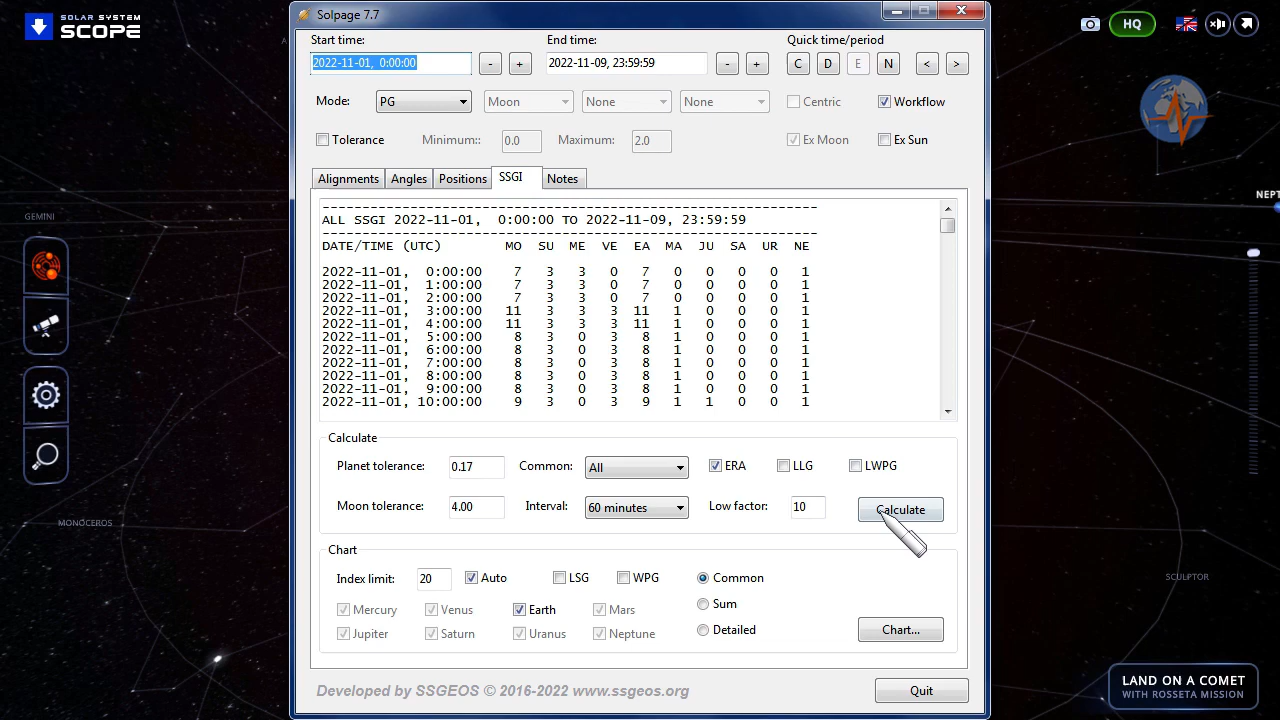 SOLAR SYSTEM
SCOPE
HQ
Solpage 7.7
Start time:
End time:
Quick time/period
2022-11-01, 0:00:00
-
+
2022-11-09, 23:59:59
-
+
C
D
E
N
<
>
Mode:
PG
Moon
None
None
Centric
Workflow
Tolerance
Minimum:
0.0
Maximum:
2.0
Ex Moon
Ex Sun
Alignments
Angles
Positions
SSGI
Notes
ALL SSGI 2022-11-01, 0:00:00 TO 2022-11-09, 23:59:59
DATE/TIME (UTC) MO SU ME VE EA MA JU SA UR NE
2022-11-01, 0:00:00 7 3 0 7 0 0 0 0 1
2022-11-01, 1:00:00 7 3 0 7 0 0 0 0 1
2022-11-01, 2:00:00 7 3 0 7 0 0 0 0 1
2022-11-01, 3:00:00 11 3 3 11 1 0 0 0 1
2022-11-01, 4:00:00 11 3 3 11 1 0 0 0 1
2022-11-01, 5:00:00 8 0 3 8 1 0 0 0 1
2022-11-01, 6:00:00 8 0 3 8 1 0 0 0 1
2022-11-01, 7:00:00 8 0 3 8 1 0 0 0 1
2022-11-01, 8:00:00 8 0 3 8 1 0 0 0 1
2022-11-01, 9:00:00 8 0 3 8 1 0 0 0 1
2022-11-01, 10:00:00 9 0 3 9 1 1 0 0 1
Calculate
Planet tolerance:
0.17
Common:
All
ERA
LLG
LWPG
Moon tolerance:
4.00
Interval:
60 minutes
Low factor:
10
Calculate
Chart
Index limit:
20
Auto
LSG
WPG
Common
Mercury
Venus
Earth
Mars
Sum
Jupiter
Saturn
Uranus
Neptune
Detailed
Chart...
Developed by SSGEOS © 2016-2022 www.ssgeos.org
Quit
GEMINI
MONOCEROS
NEPT
SCULPTOR
LAND ON A COMET
WITH ROSSETA MISSION